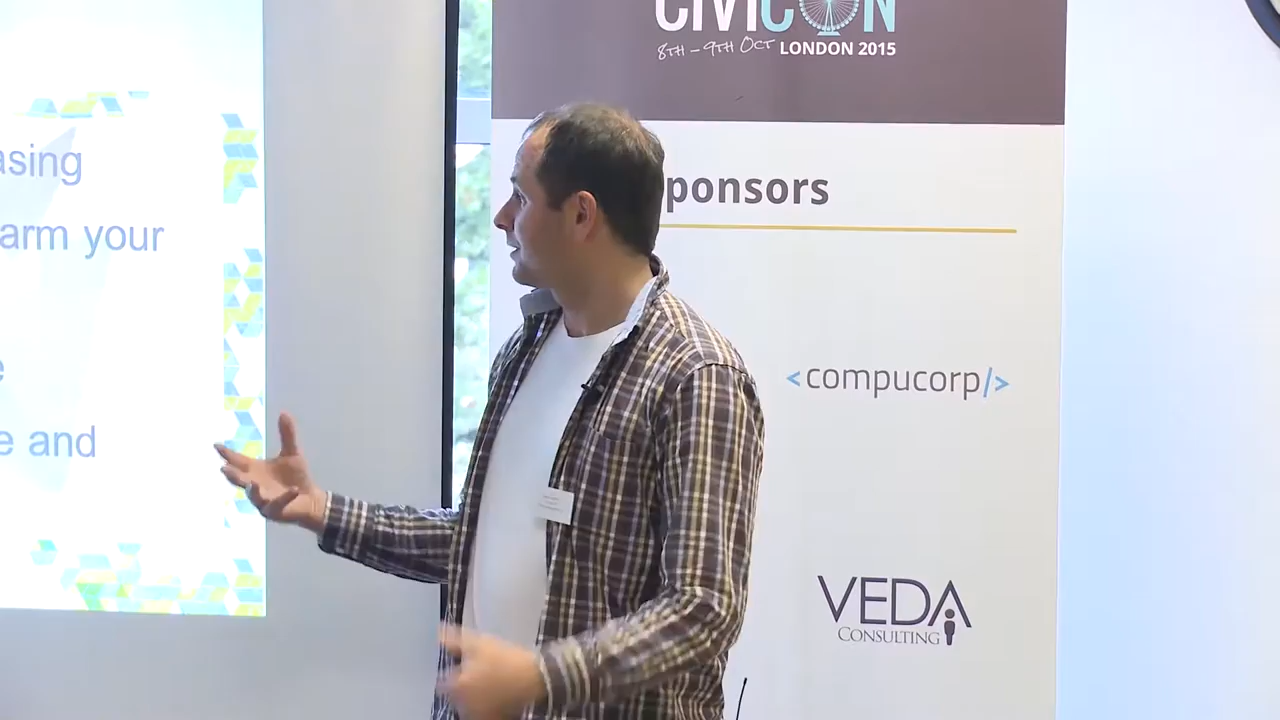 CIVICON
8TH – 9TH OCT LONDON 2015
ponsors
<compucorp/>
VEDA
CONSULTING
asing
arm your
e
e and